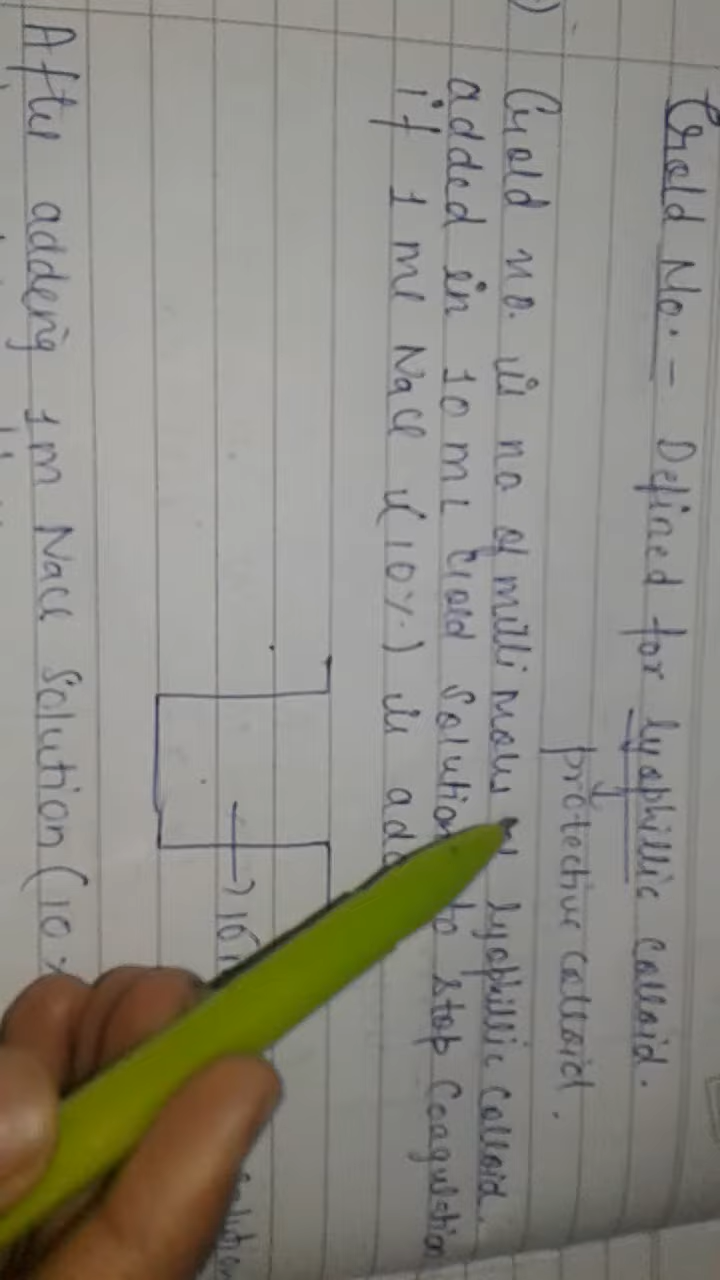 Gold No. - Defined for lyophillic colloid.
protective colloid.
Gold no. is no of milli moles of lyophillic colloid
added in 10 ml Gold Solution to stop Coagulation
if 1 ml NaCl (10%) is
After addeing 1m NaCl Solution (10%